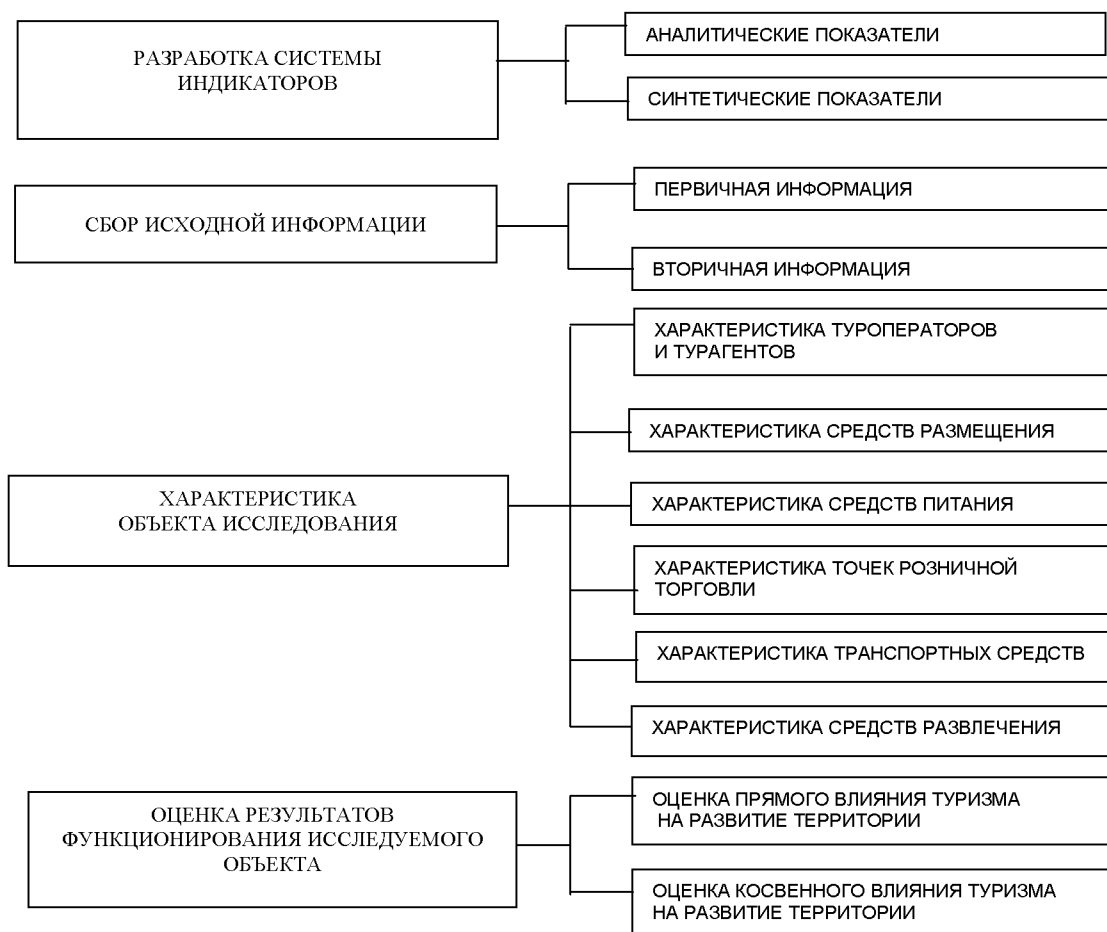 РАЗРАБОТКА СИСТЕМЫ
ИНДИКАТОРОВ
АНАЛИТИЧЕСКИЕ ПОКАЗАТЕЛИ
СИНТЕТИЧЕСКИЕ ПОКАЗАТЕЛИ
СБОР ИСХОДНОЙ ИНФОРМАЦИИ
ПЕРВИЧНАЯ ИНФОРМАЦИЯ
ВТОРИЧНАЯ ИНФОРМАЦИЯ
ХАРАКТЕРИСТИКА
ОБЪЕКТА ИССЛЕДОВАНИЯ
ХАРАКТЕРИСТИКА ТУРОПЕРАТОРОВ
И ТУРАГЕНТОВ
ХАРАКТЕРИСТИКА СРЕДСТВ РАЗМЕЩЕНИЯ
ХАРАКТЕРИСТИКА СРЕДСТВ ПИТАНИЯ
ХАРАКТЕРИСТИКА ТОЧЕК РОЗНИЧНОЙ
ТОРГОВЛИ
ХАРАКТЕРИСТИКА ТРАНСПОРТНЫХ СРЕДСТВ
ХАРАКТЕРИСТИКА СРЕДСТВ РАЗВЛЕЧЕНИЯ
ОЦЕНКА РЕЗУЛЬТАТОВ
ФУНКЦИОНИРОВАНИЯ ИССЛЕДУЕМОГО
ОБЪЕКТА
ОЦЕНКА ПРЯМОГО ВЛИЯНИЯ ТУРИЗМА
НА РАЗВИТИЕ ТЕРРИТОРИИ
ОЦЕНКА КОСВЕННОГО ВЛИЯНИЯ ТУРИЗМА
НА РАЗВИТИЕ ТЕРРИТОРИИ